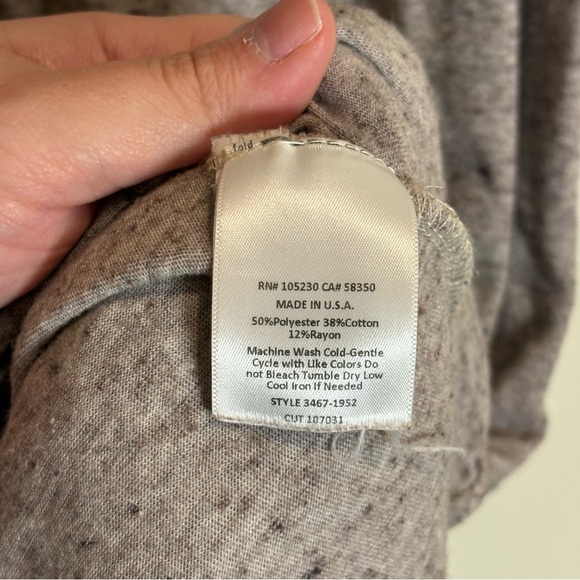 fold
RN# 105230 CA# 58350
MADE IN U.S.A.
50%Polyester 38%Cotton
12%Rayon
Machine Wash Cold-Gentle
Cycle with Like Colors Do
not Bleach Tumble Dry Low
Cool Iron If Needed
STYLE 3467-1952
CUT 107031